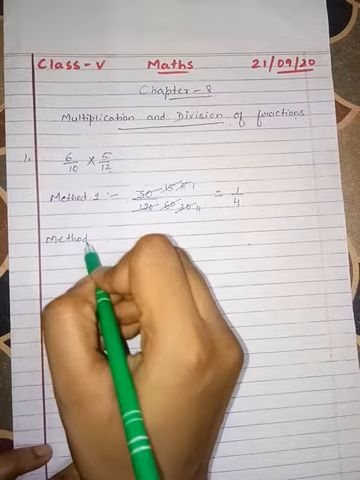 Class-V Maths 21/09/20
Chapter-8
Multiplication and Division of fractions
1. 6/10 × 5/12
Method 1:- 30/120 15/60 5/20 1/4 = 1/4
Method